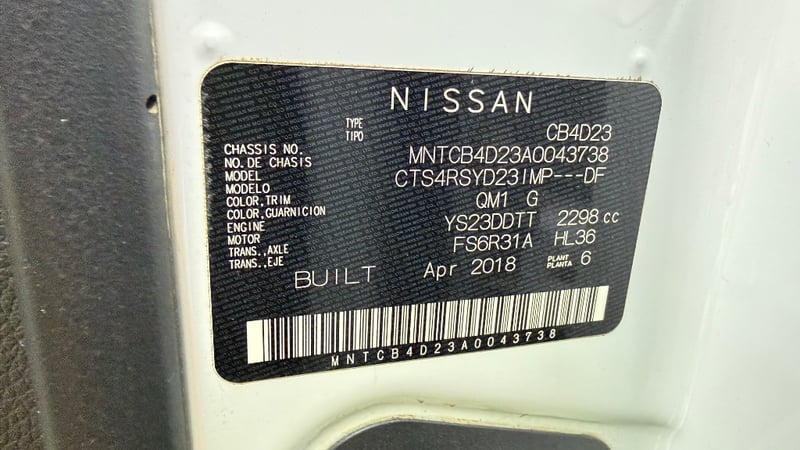 NISSAN
TYPE
TIPO CB4D23
CHASSIS NO.
NO. DE CHASIS MNTCB4D23A0043738
MODEL
MODELO CTS4RSYD23IMP---DF
COLOR,TRIM
COLOR,GUARNICION QM1 G
ENGINE
MOTOR YS23DDTT 2298 cc
TRANS.,AXLE
TRANS.,EJE FS6R31A HL36
BUILT Apr 2018 PLANT
PLANTA 6
MNTCB4D23A0043738